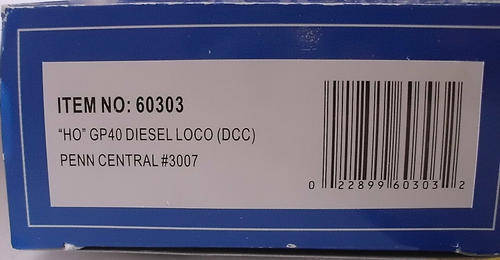 ITEM NO: 60303
"HO" GP40 DIESEL LOCO (DCC)
PENN CENTRAL #3007
0 22899 60303 2